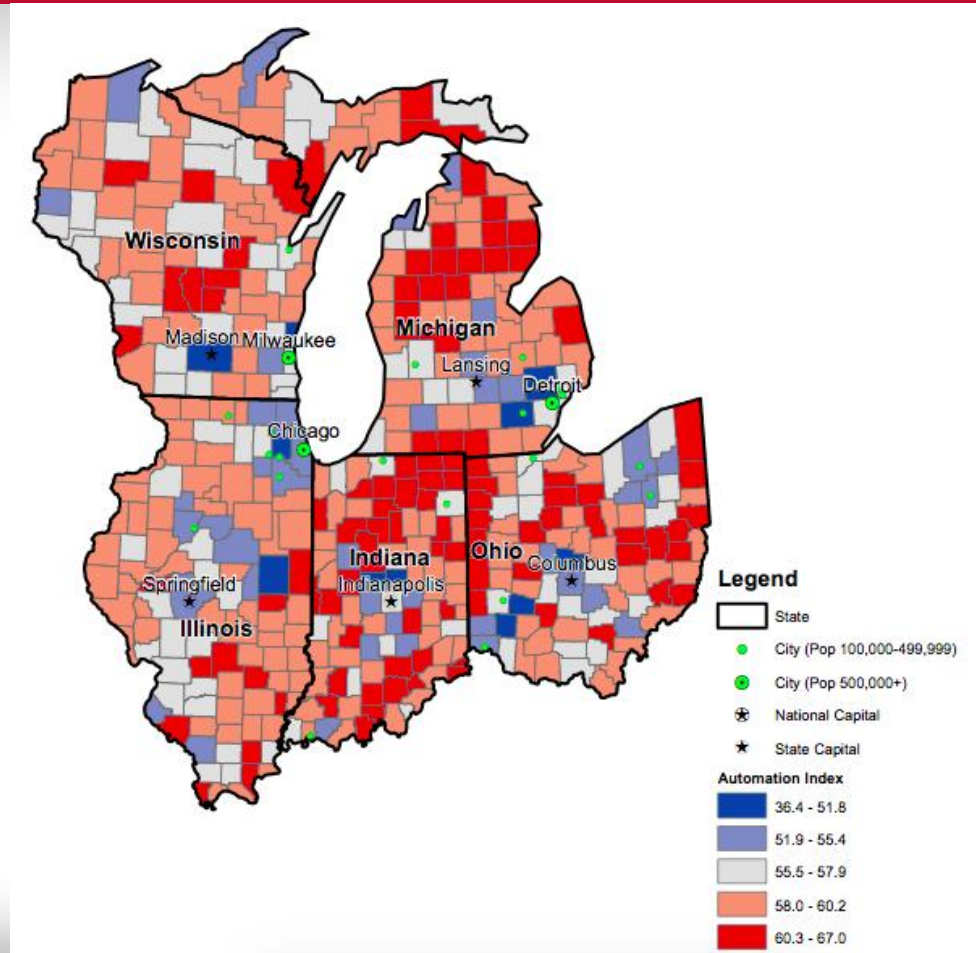 Wisconsin
Madison
Milwaukee
Michigan
Lansing
Detroit
Chicago
Indiana
Indianapolis
Ohio
Columbus
Springfield
Illinois
Legend
State
City (Pop 100,000-499,999)
City (Pop 500,000+)
National Capital
State Capital
Automation Index
36.4 - 51.8
51.9 - 55.4
55.5 - 57.9
58.0 - 60.2
60.3 - 67.0